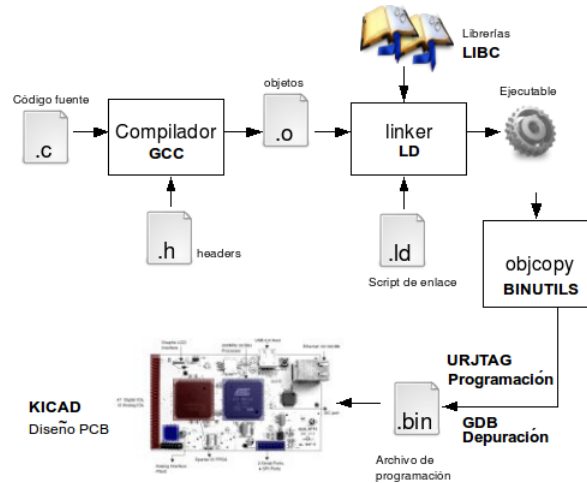 Librerías
LIBC
Código fuente
.c
Compilador
GCC
objetos
.o
linker
LD
Ejecutable
.h
headers
.ld
Script de enlace
objcopy
BINUTILS
URJTAG
Programación
GDB
Depuración
.bin
Archivo de
programación
KICAD
Diseño PCB